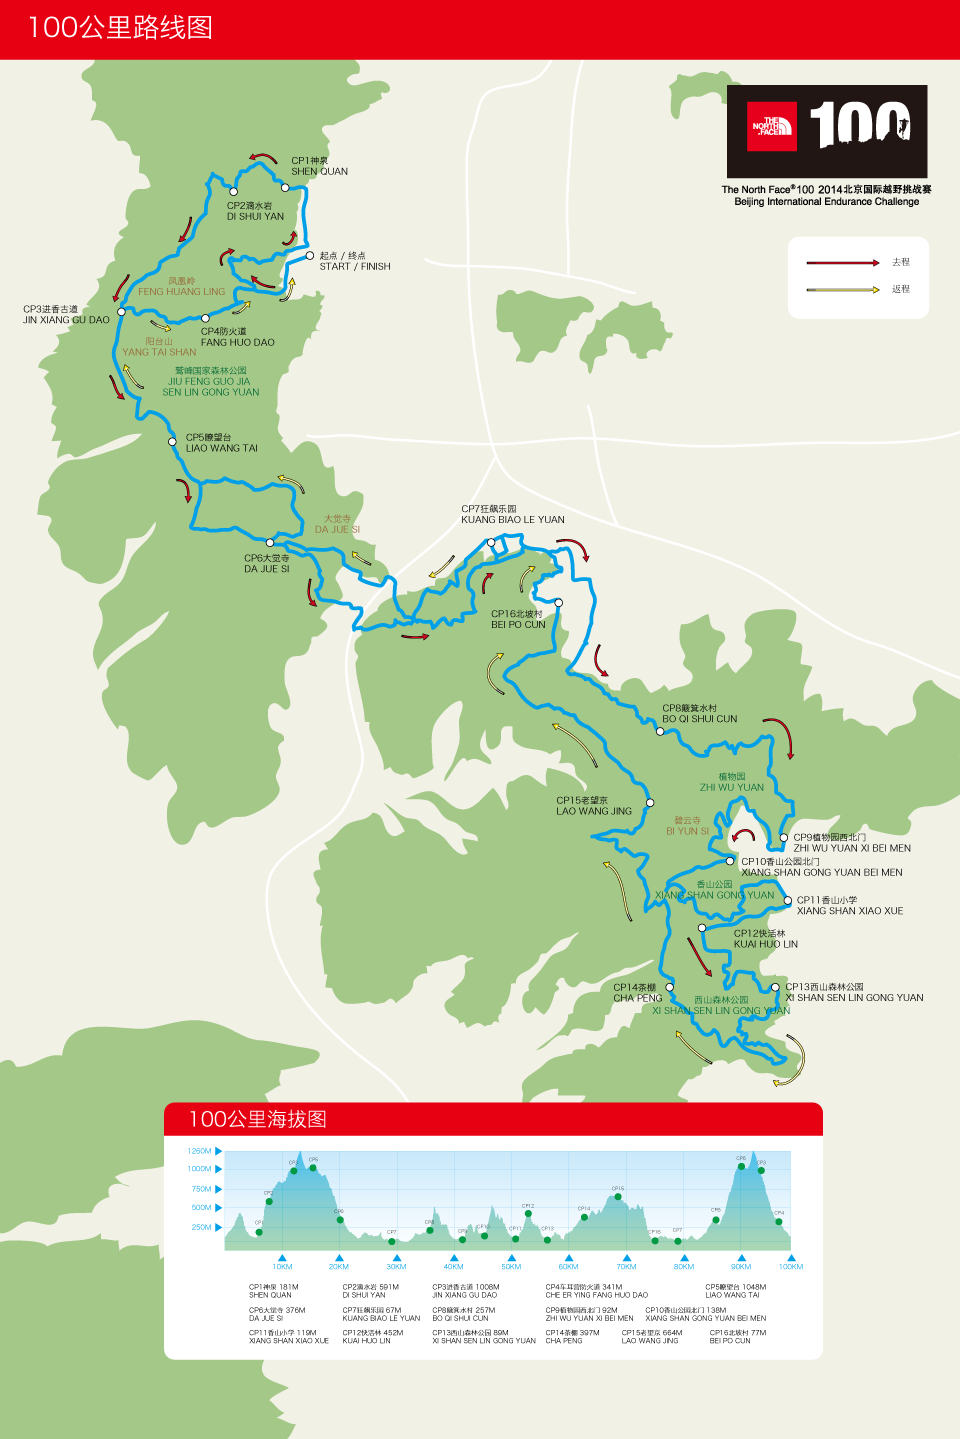 100公里路线图
THE
NORTH
FACE
100
The North Face®100 2014北京国际越野挑战赛
Beijing International Endurance Challenge
去程
返程
CP1神泉
SHEN QUAN
CP2滴水岩
DI SHUI YAN
起点 / 终点
START / FINISH
凤凰岭
FENG HUANG LING
CP3进香古道
JIN XIANG GU DAO
CP4防火道
FANG HUO DAO
阳台山
YANG TAI SHAN
鹫峰国家森林公园
JIU FENG GUO JIA
SEN LIN GONG YUAN
CP5瞭望台
LIAO WANG TAI
大觉寺
DA JUE SI
CP6大觉寺
DA JUE SI
CP7狂飙乐园
KUANG BIAO LE YUAN
CP16北坡村
BEI PO CUN
CP8簸箕水村
BO QI SHUI CUN
植物园
ZHI WU YUAN
CP15老望京
LAO WANG JING
碧云寺
BI YUN SI
CP9植物园西北门
ZHI WU YUAN XI BEI MEN
CP10香山公园北门
XIANG SHAN GONG YUAN BEI MEN
香山公园
XIANG SHAN GONG YUAN
CP11香山小学
XIANG SHAN XIAO XUE
CP12快活林
KUAI HUO LIN
CP14茶棚
CHA PENG
CP13西山森林公园
XI SHAN SEN LIN GONG YUAN
西山森林公园
XI SHAN SEN LIN GONG YUAN
100公里海拔图
1260M
1000M
750M
500M
250M
CP1
CP2
CP3
CP5
CP6
CP7
CP8
CP9
CP10
CP11
CP12
CP13
CP14
CP15
CP16
CP7
CP5
CP3
CP4
10KM 20KM 30KM 40KM 50KM 60KM 70KM 80KM 90KM 100KM
CP1神泉 181M
SHEN QUAN
CP2滴水岩 591M
DI SHUI YAN
CP3进香古道 1008M
JIN XIANG GU DAO
CP4车耳营防火道 341M
CHE ER YING FANG HUO DAO
CP5瞭望台 1048M
LIAO WANG TAI
CP6大觉寺 376M
DA JUE SI
CP7狂飙乐园 67M
KUANG BIAO LE YUAN
CP8簸箕水村 257M
BO QI SHUI CUN
CP9植物园西北门 92M
ZHI WU YUAN XI BEI MEN
CP10香山公园北门 138M
XIANG SHAN GONG YUAN BEI MEN
CP11香山小学 119M
XIANG SHAN XIAO XUE
CP12快活林 452M
KUAI HUO LIN
CP13西山森林公园 89M
XI SHAN SEN LIN GONG YUAN
CP14茶棚 397M
CHA PENG
CP15老望京 664M
LAO WANG JING
CP16北坡村 77M
BEI PO CUN